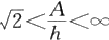 √2 < A/h < ∞